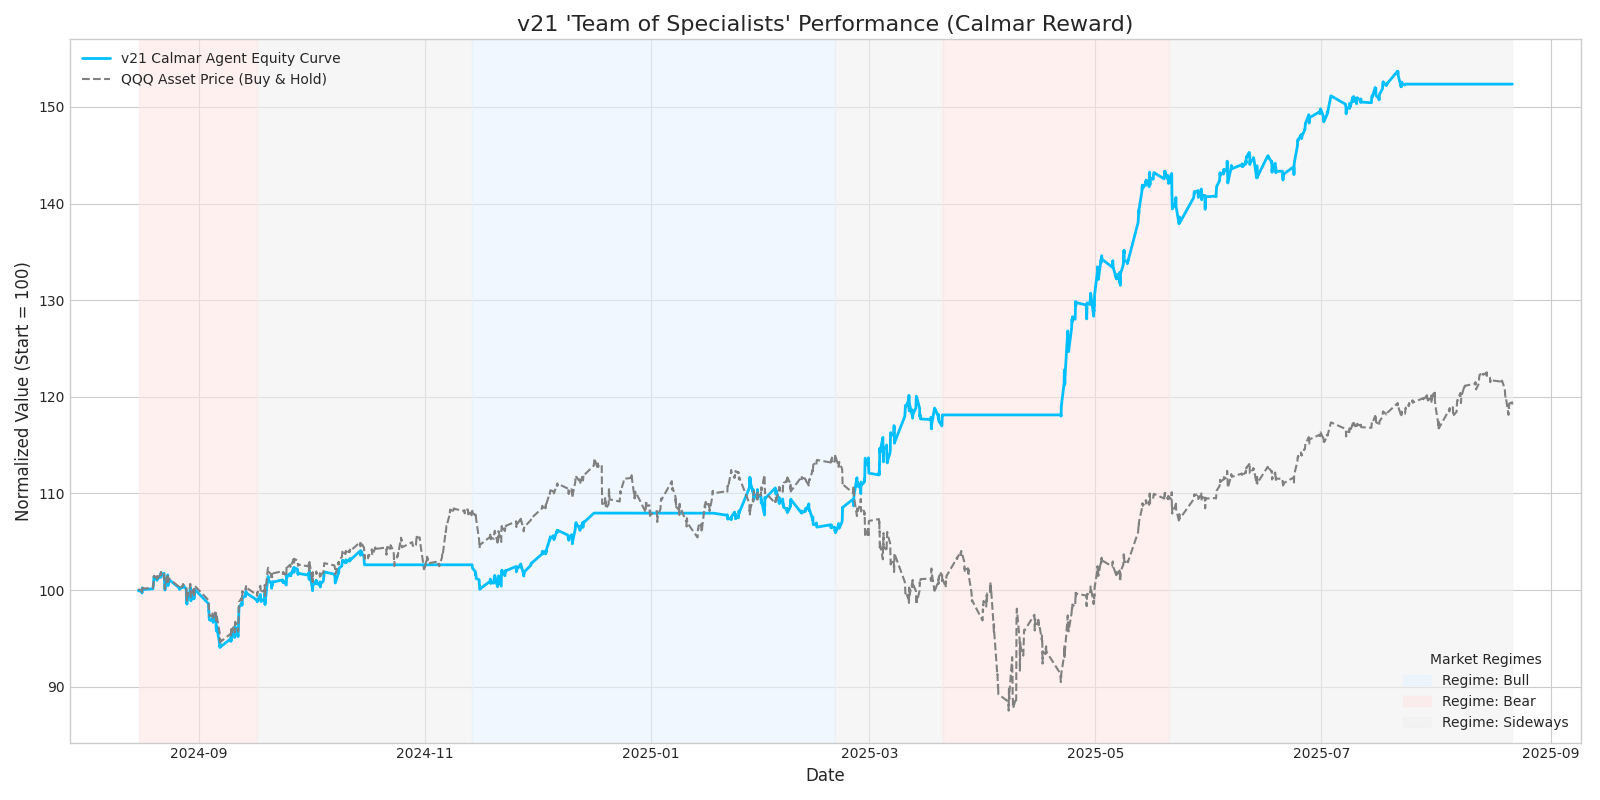 v21 'Team of Specialists' Performance (Calmar Reward)
v21 Calmar Agent Equity Curve
QQQ Asset Price (Buy & Hold)
Normalized Value (Start = 100)
150
140
130
120
110
100
90
Market Regimes
Regime: Bull
Regime: Bear
Regime: Sideways
2024-09
2024-11
2025-01
2025-03
2025-05
2025-07
2025-09
Date